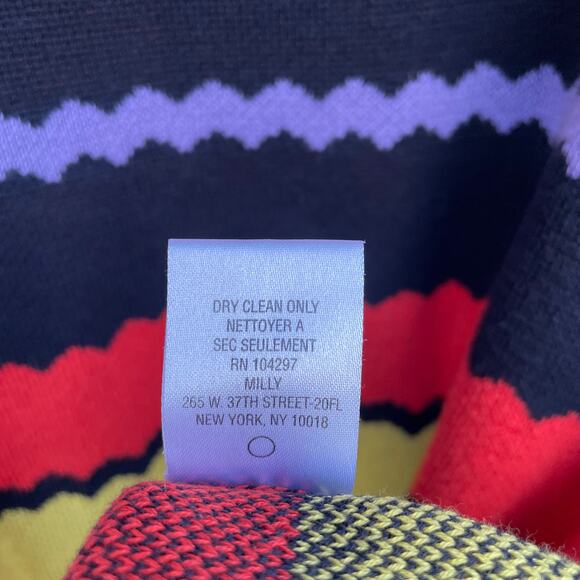 DRY CLEAN ONLY
NETTOYER A
SEC SEULEMENT
RN 104297
MILLY
265 W. 37TH STREET-20FL
NEW YORK, NY 10018